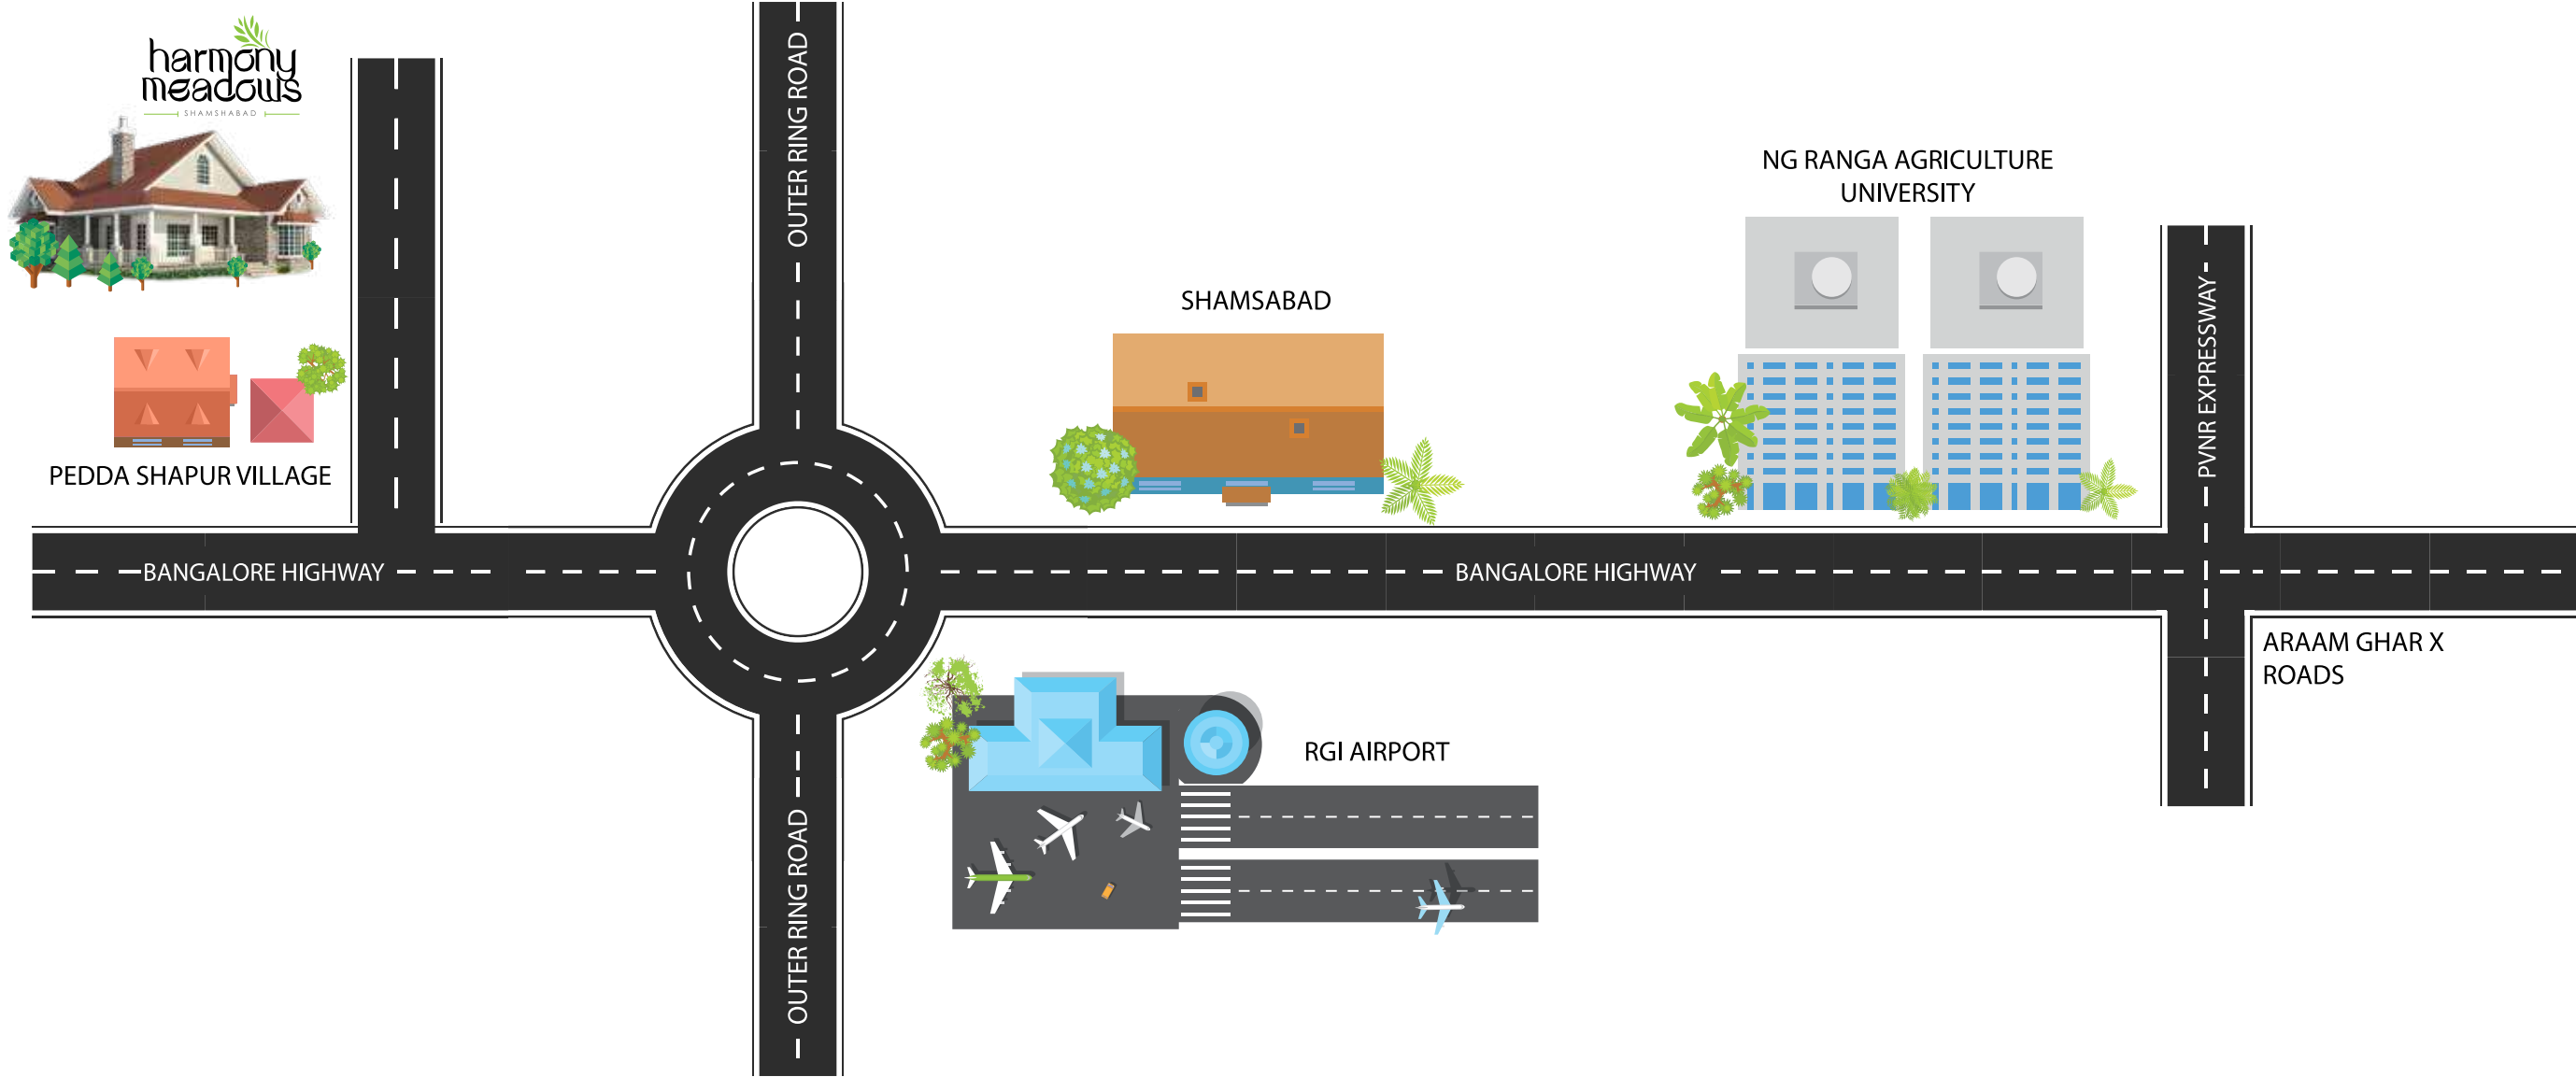 harmony
meadows
SHAMSHABAD
OUTER RING ROAD
NG RANGA AGRICULTURE
UNIVERSITY
SHAMSABAD
PVNR EXPRESSWAY
PEDDA SHAPUR VILLAGE
BANGALORE HIGHWAY
BANGALORE HIGHWAY
ARAAM GHAR X
ROADS
RGI AIRPORT
OUTER RING ROAD